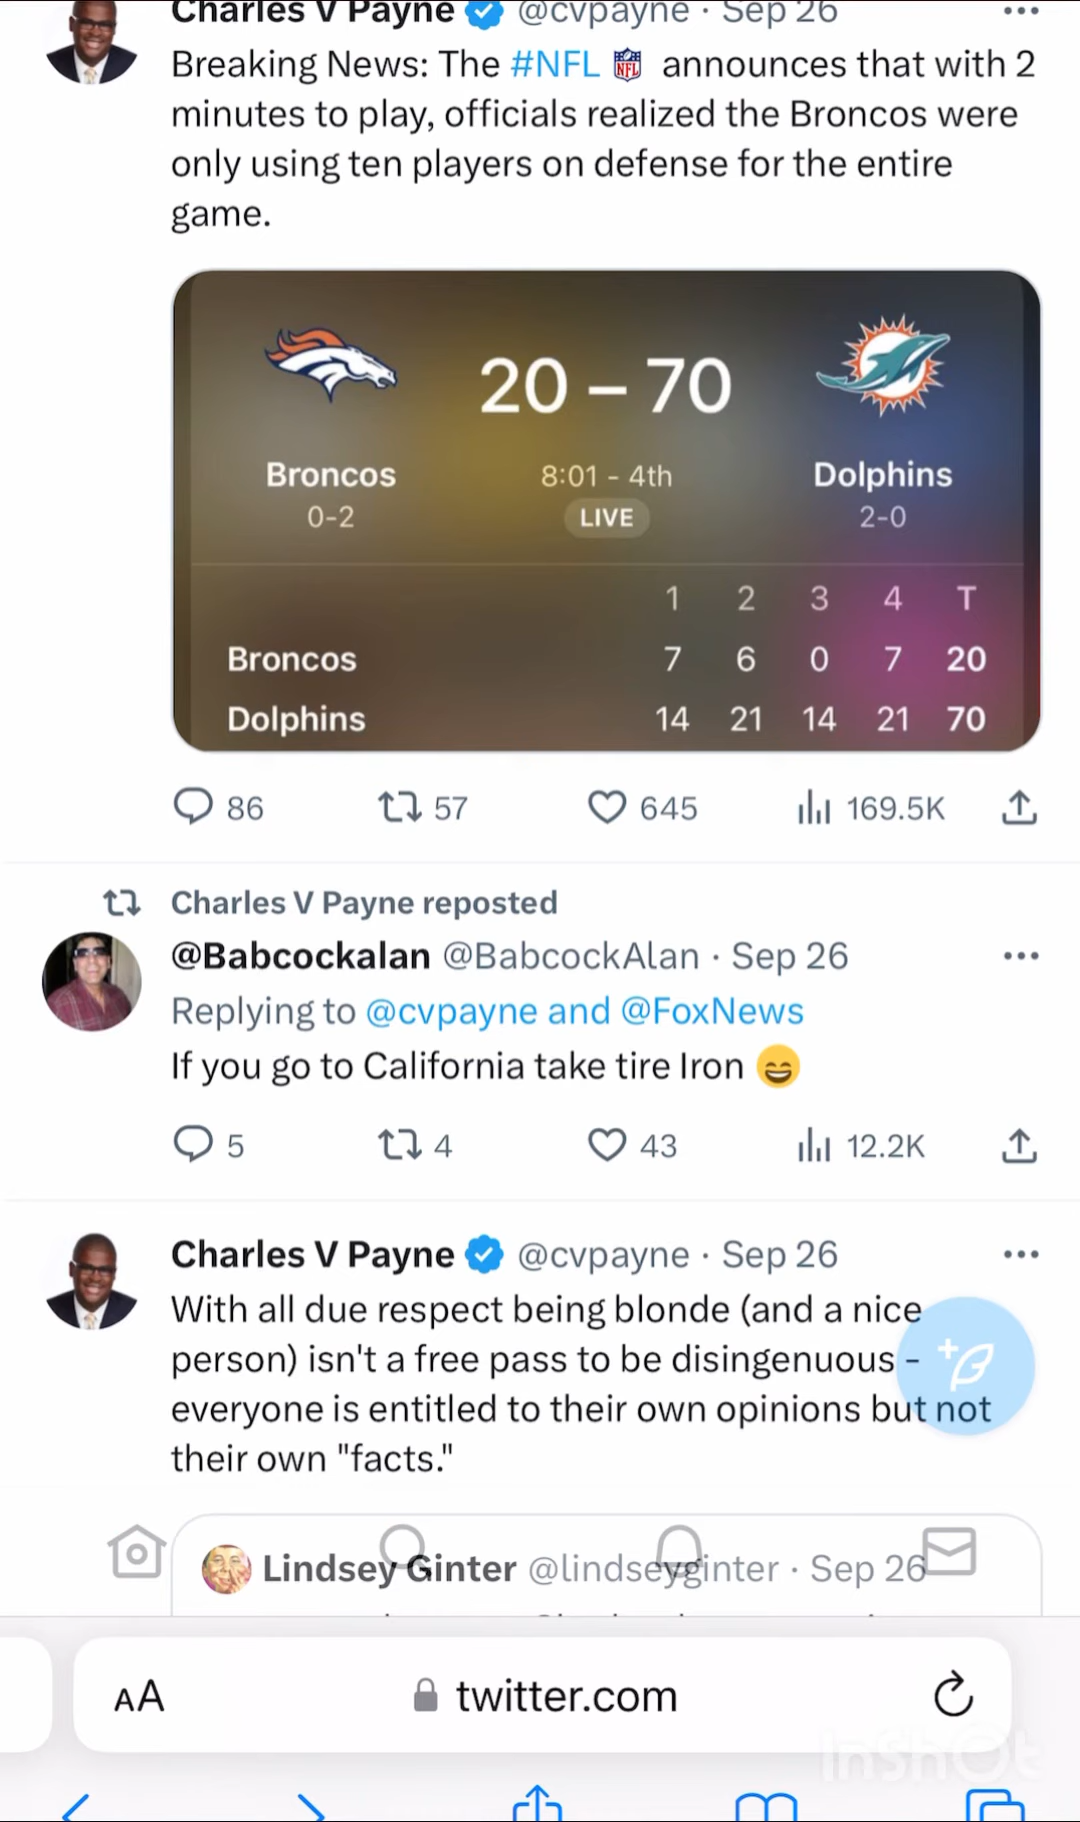 Charles V Payne @cvpayne · Sep 26
Breaking News: The #NFL NFL announces that with 2
minutes to play, officials realized the Broncos were
only using ten players on defense for the entire
game.
20 – 70
Broncos 8:01 - 4th Dolphins
0-2 LIVE 2-0
1 2 3 4 T
Broncos 7 6 0 7 20
Dolphins 14 21 14 21 70
86 57 645 169.5K
Charles V Payne reposted
@Babcockalan @BabcockAlan · Sep 26
Replying to @cvpayne and @FoxNews
If you go to California take tire Iron 😄
5 4 43 12.2K
Charles V Payne @cvpayne · Sep 26
With all due respect being blonde (and a nice
person) isn't a free pass to be disingenuous -
everyone is entitled to their own opinions but not
their own "facts."
Lindsey Ginter @lindseyginter · Sep 26
AA twitter.com
InShOt